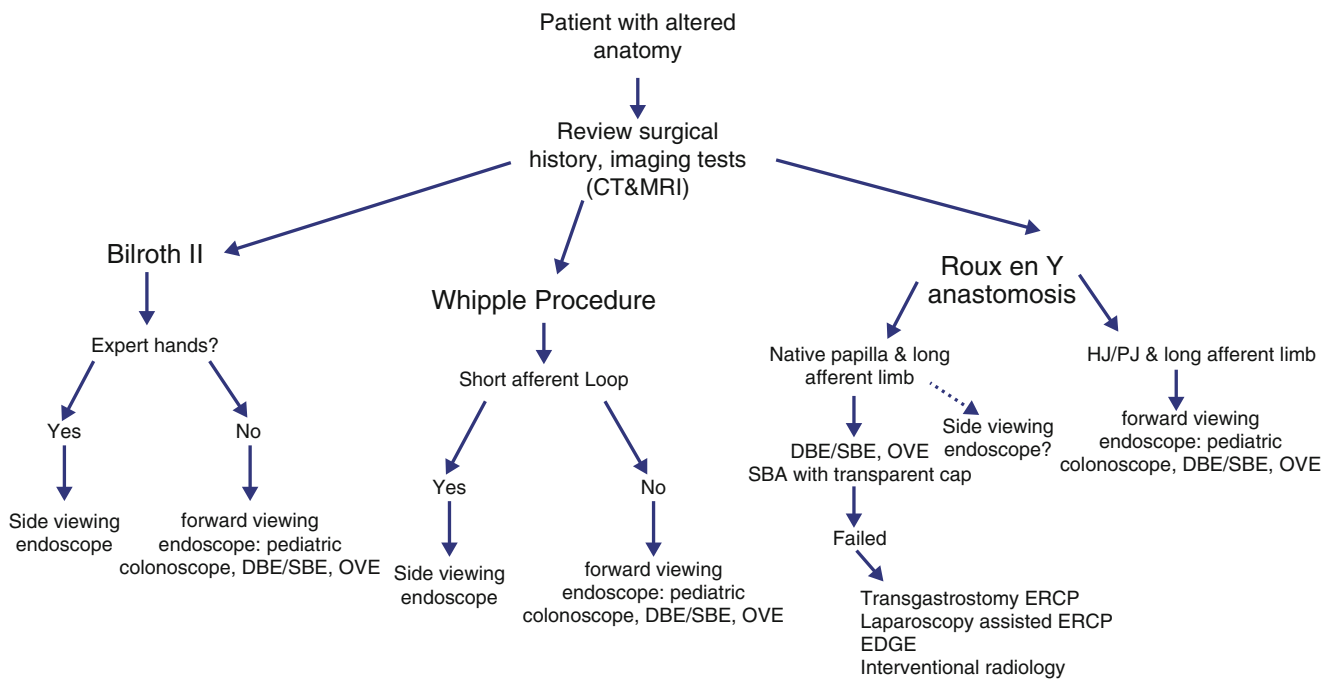 Patient with altered
anatomy
Review surgical
history, imaging tests
(CT&MRI)
Bilroth II
Expert hands?
Yes
No
Side viewing
endoscope
forward viewing
endoscope: pediatric
colonoscope, DBE/SBE, OVE
Whipple Procedure
Short afferent Loop
Yes
No
Side viewing
endoscope
forward viewing
endoscope: pediatric
colonoscope, DBE/SBE, OVE
Roux en Y
anastomosis
Native papilla & long
afferent limb
Side viewing
endoscope?
DBE/SBE, OVE
SBA with transparent cap
Failed
Transgastrostomy ERCP
Laparoscopy assisted ERCP
EDGE
Interventional radiology
HJ/PJ & long afferent limb
forward viewing
endoscope: pediatric
colonoscope, DBE/SBE, OVE